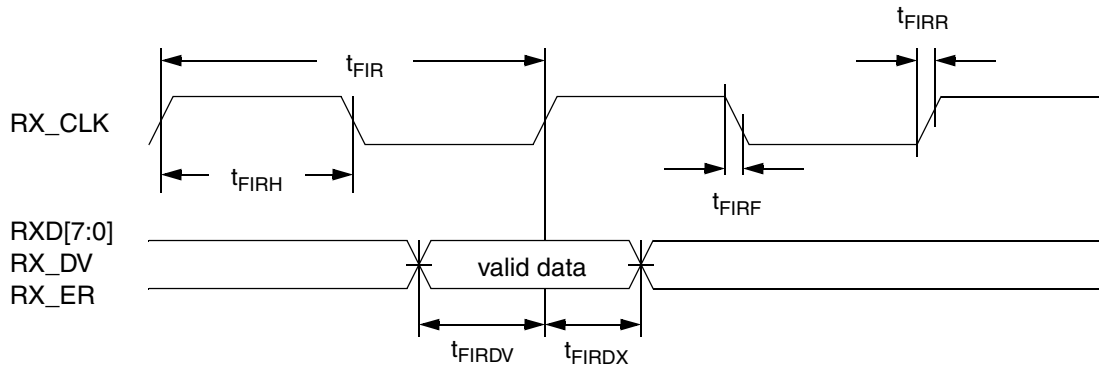 tFIRR
tFIR
RX_CLK
tFIRH
tFIRF
RXD[7:0]
RX_DV
valid data
RX_ER
tFIRDV
tFIRDX